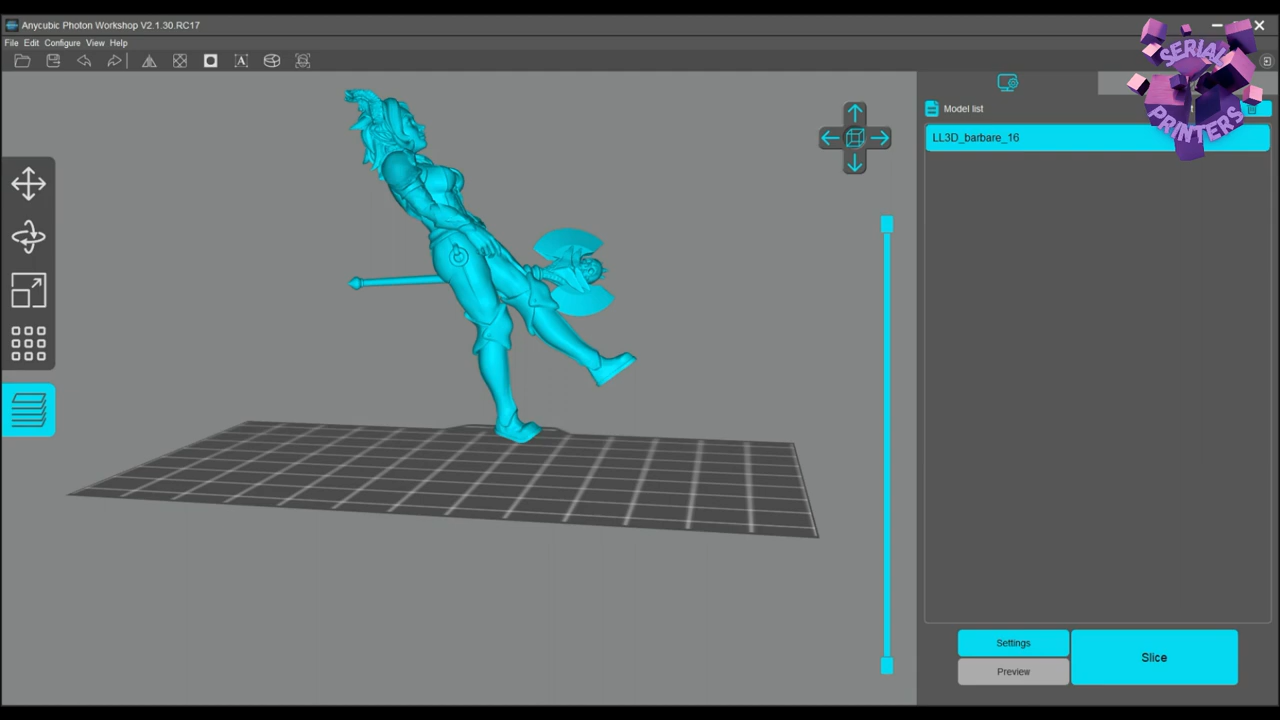 Anycubic Photon Workshop V2.1.30.RC17
File Edit Configure View Help
A
SERIAL
PRINTERS
Model list
LL3D_barbare_16
Settings
Preview
Slice